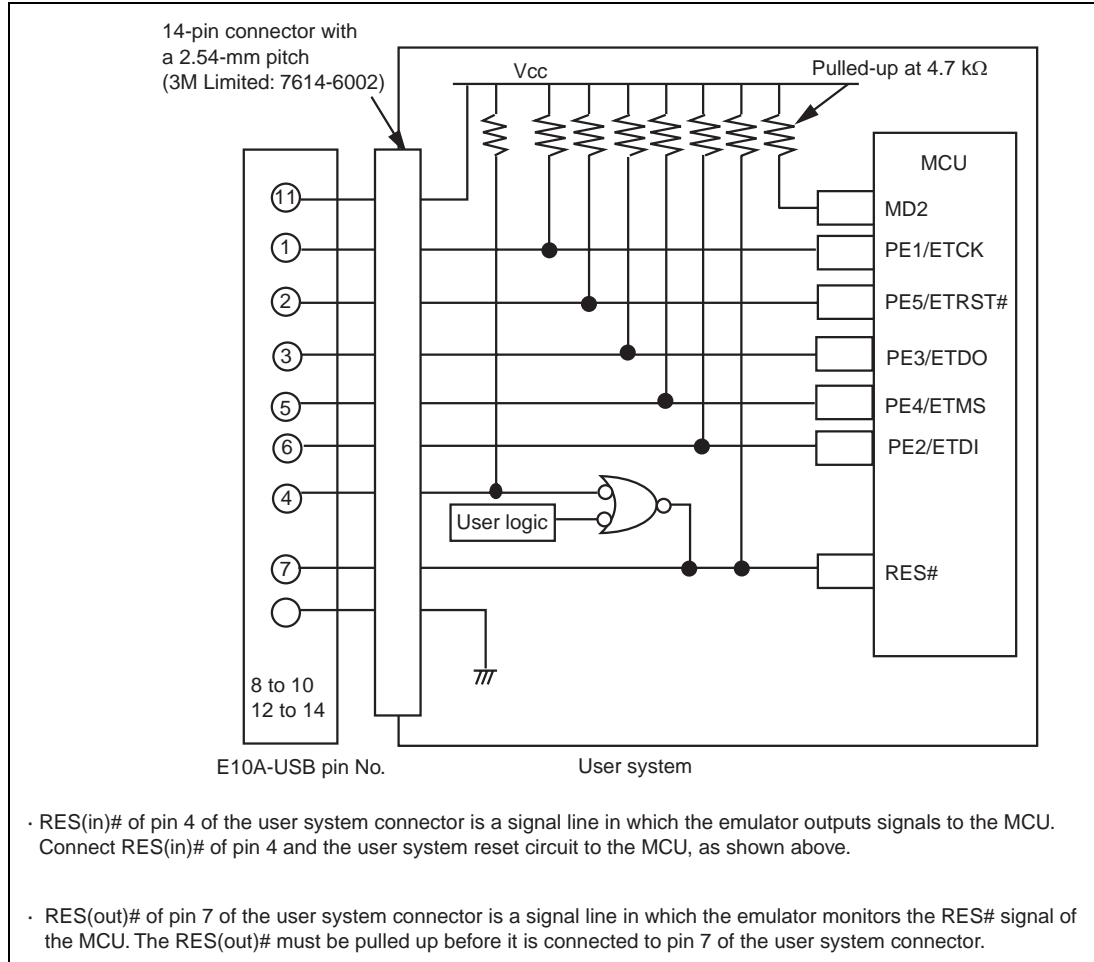 14-pin connector with
a 2.54-mm pitch
(3M Limited: 7614-6002)
Vcc
Pulled-up at 4.7 kΩ
MCU
11
MD2
1
PE1/ETCK
2
PE5/ETRST#
3
PE3/ETDO
5
PE4/ETMS
6
PE2/ETDI
4
User logic
7
RES#
8 to 10
12 to 14
E10A-USB pin No.
User system
· RES(in)# of pin 4 of the user system connector is a signal line in which the emulator outputs signals to the MCU.
Connect RES(in)# of pin 4 and the user system reset circuit to the MCU, as shown above.
· RES(out)# of pin 7 of the user system connector is a signal line in which the emulator monitors the RES# signal of
the MCU. The RES(out)# must be pulled up before it is connected to pin 7 of the user system connector.